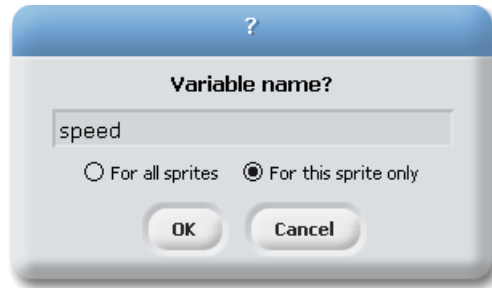 ?
Variable name?
speed
For all sprites For this sprite only
OK Cancel